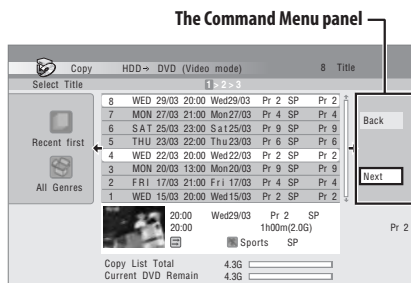 The Command Menu panel
Copy HDD→ DVD (Video mode) 8 Title
Select Title 1 > 2 > 3
8 WED 29/03 20:00 Wed29/03 Pr 2 SP Pr 2
7 MON 27/03 21:00 Mon27/03 Pr 4 SP Pr 4
6 SAT 25/03 23:00 Sat25/03 Pr 9 SP Pr 9
5 THU 23/03 22:00 Thu23/03 Pr 6 SP Pr 6
4 WED 22/03 20:00 Wed22/03 Pr 2 SP Pr 2
3 MON 20/03 13:00 Mon20/03 Pr 9 SP Pr 9
2 FRI 17/03 21:00 Fri 17/03 Pr 4 SP Pr 4
1 WED 15/03 20:00 Wed15/03 Pr 2 SP Pr 2
Recent first
All Genres
Back
Next
20:00 Wed29/03 Pr 2 SP
20:00 1h00m(2.0G) Pr 2
Sports SP
Copy List Total 4.3G
Current DVD Remain 4.3G